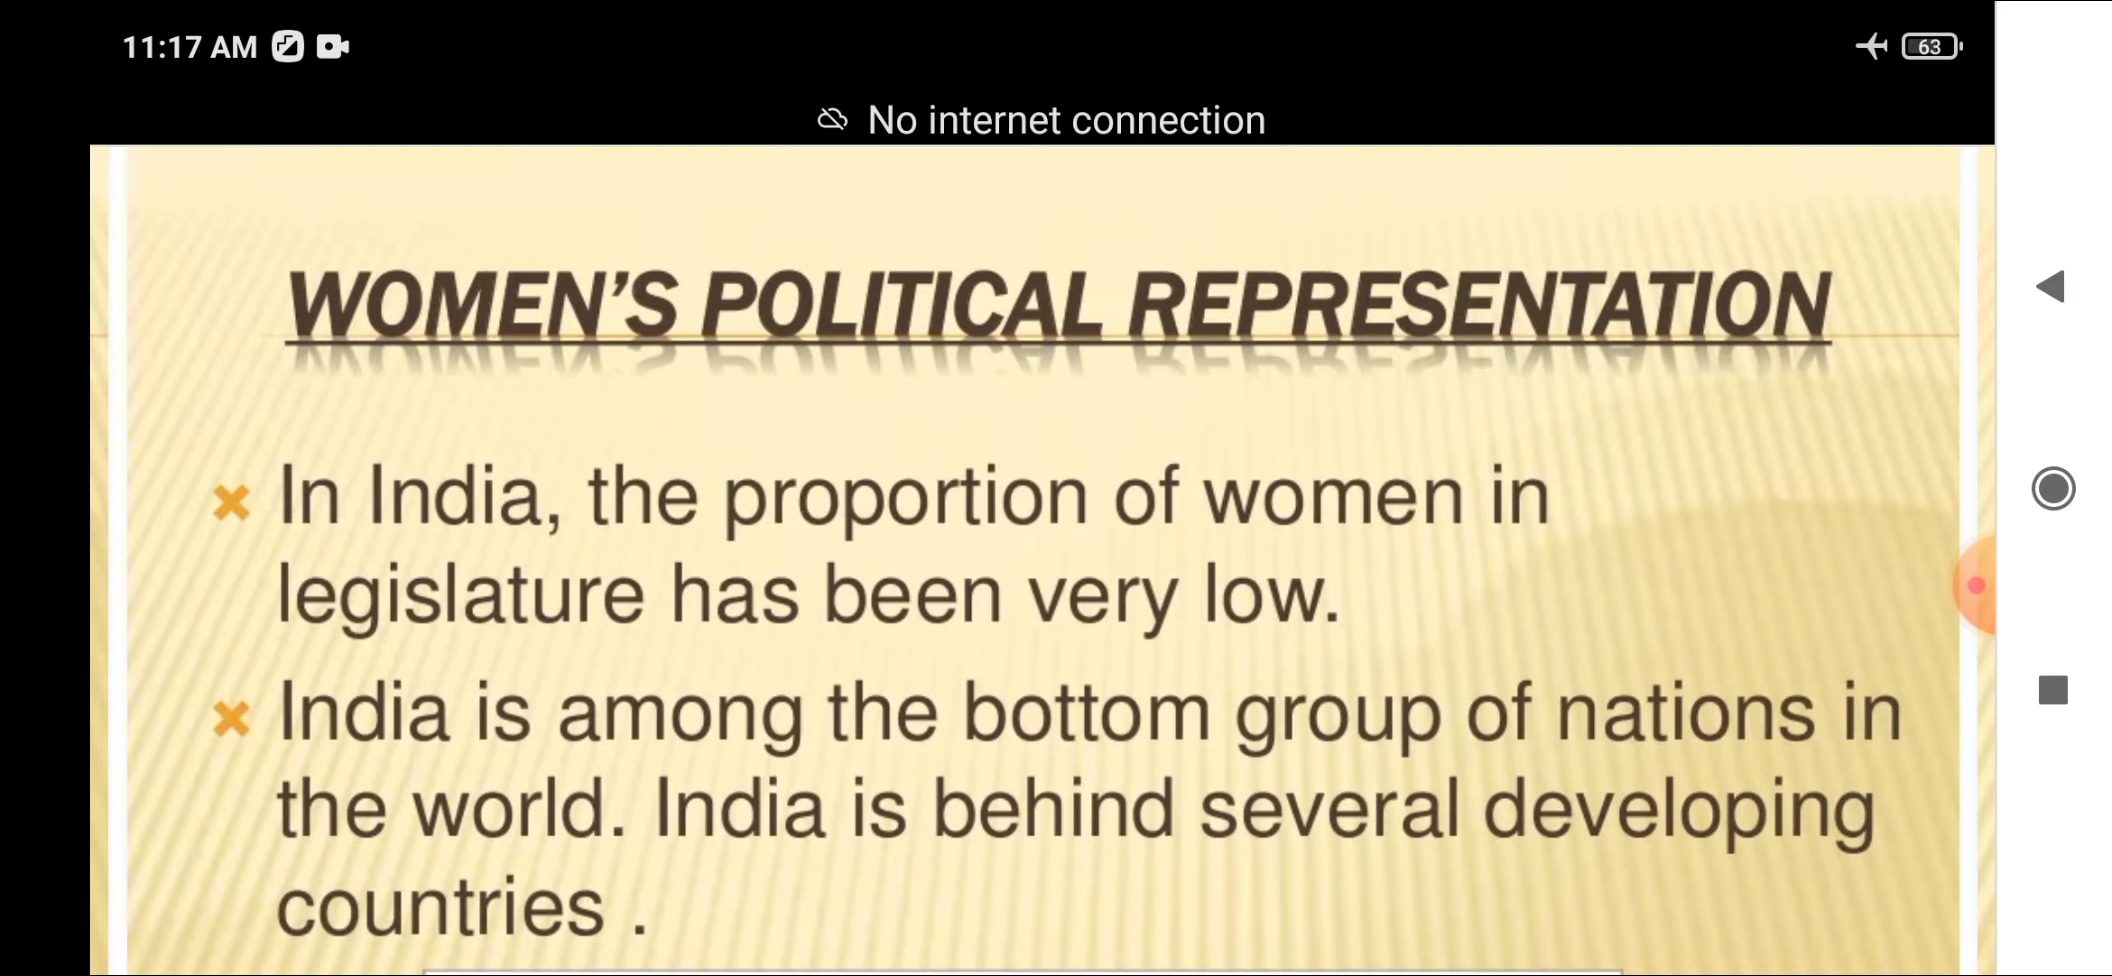 11:17 AM
63
No internet connection
WOMEN'S POLITICAL REPRESENTATION
In India, the proportion of women in
legislature has been very low.
India is among the bottom group of nations in
the world. India is behind several developing
countries .